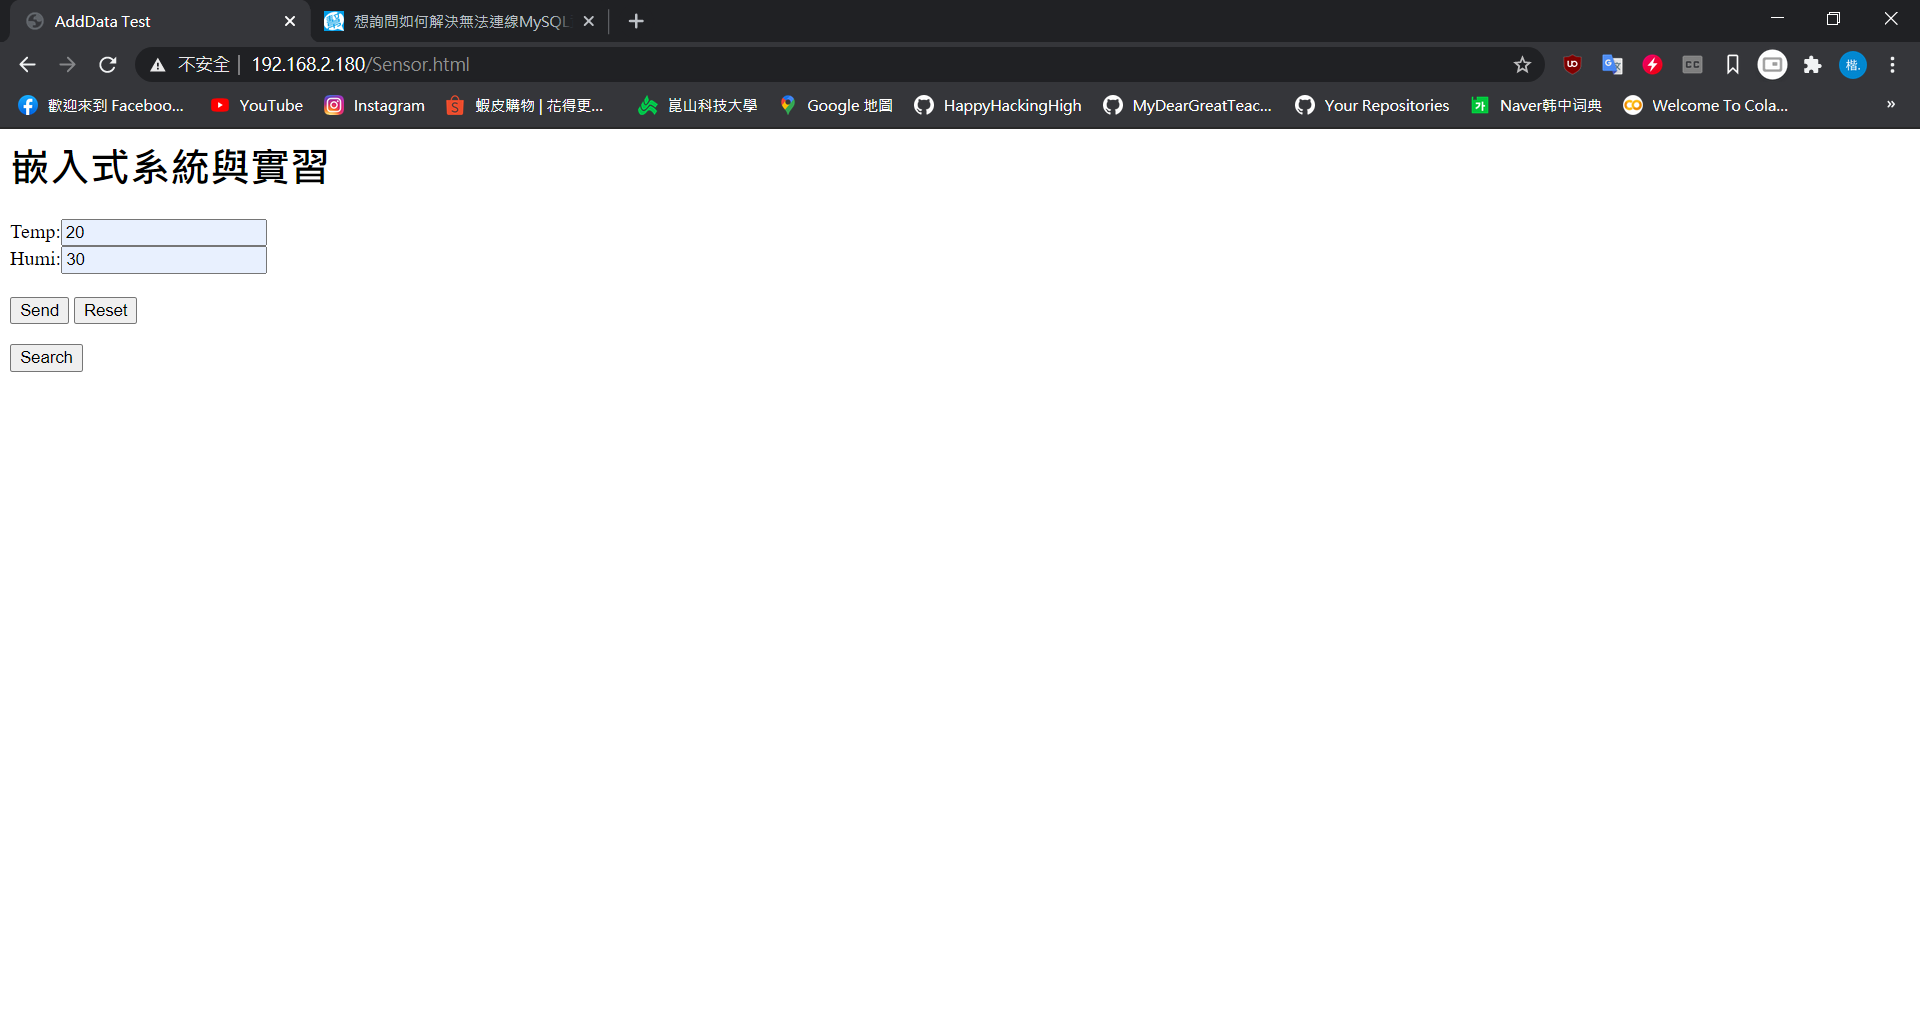 AddData Test
想詢問如何解決無法連線MySQL
不安全 | 192.168.2.180/Sensor.html
歡迎來到 Faceboo... YouTube Instagram 蝦皮購物 | 花得更... 崑山科技大學 Google 地圖 HappyHackingHigh MyDearGreatTeac... Your Repositories Naver韩中词典 Welcome To Cola... »
嵌入式系統與實習
Temp: 20
Humi: 30
Send Reset
Search